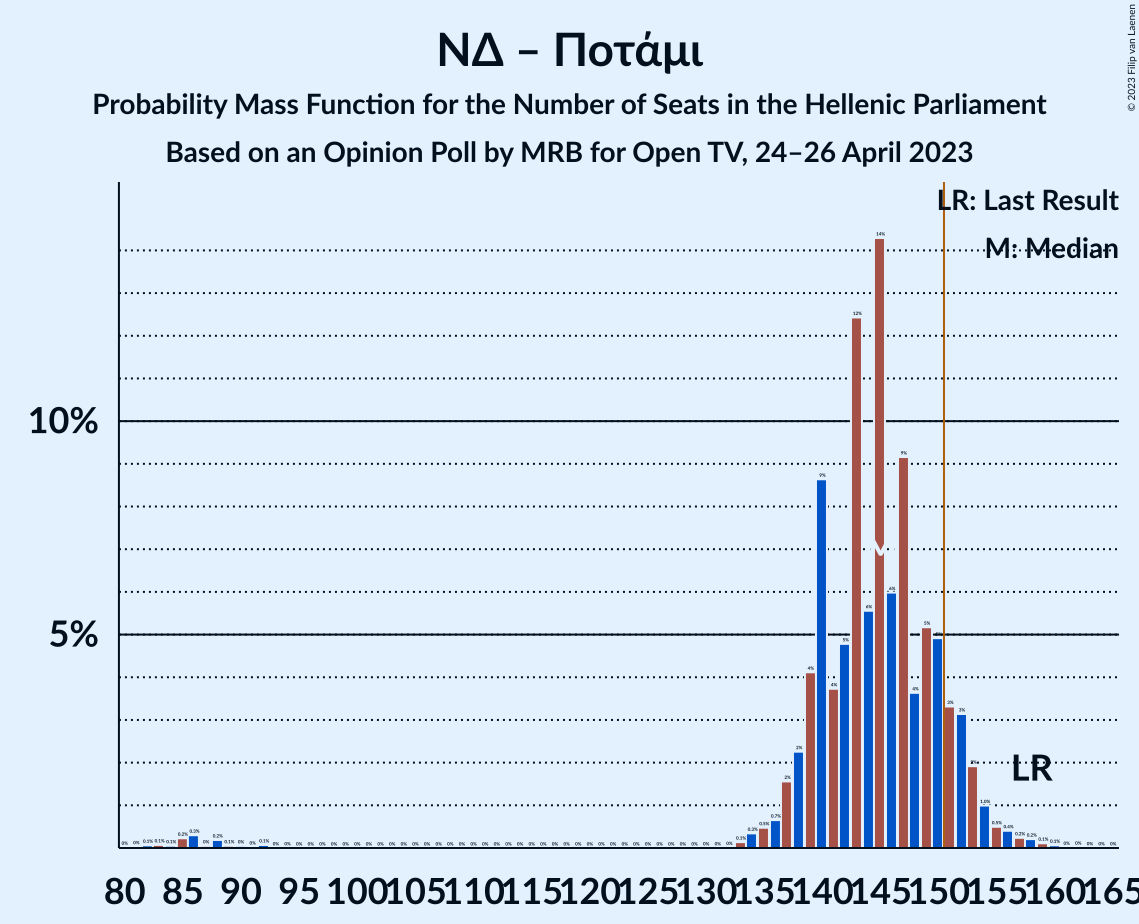 © 2023 Filip van Laenen
ΝΔ – Ποτάμι
Probability Mass Function for the Number of Seats in the Hellenic Parliament
Based on an Opinion Poll by MRB for Open TV, 24–26 April 2023
LR: Last Result
M: Median
10%
5%
LR
80 85 90 95 100 105 110 115 120 125 130 135 140 145 150 155 160 165